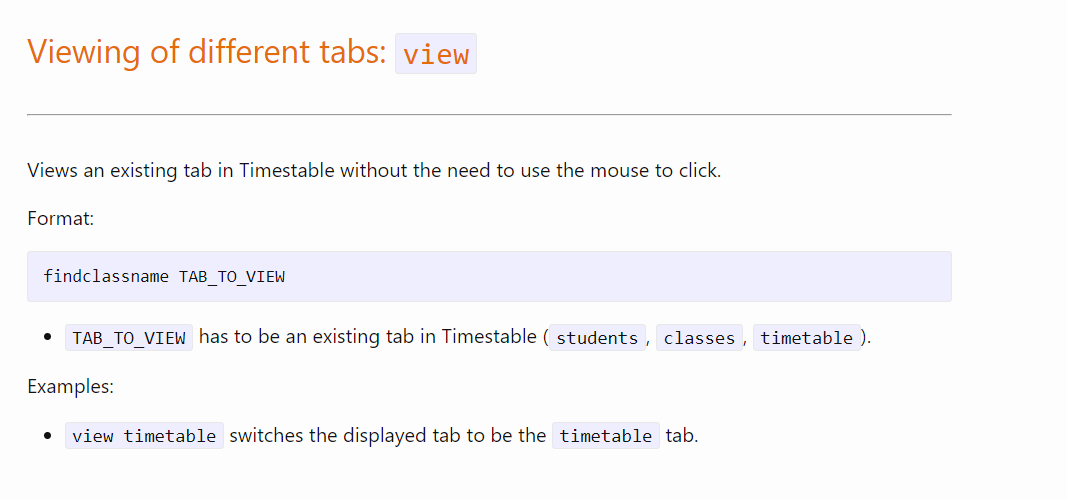 Viewing of different tabs: view
Views an existing tab in Timestable without the need to use the mouse to click.
Format:
findclassname TAB_TO_VIEW
• TAB_TO_VIEW has to be an existing tab in Timestable (students, classes, timetable).
Examples:
• view timetable switches the displayed tab to be the timetable tab.